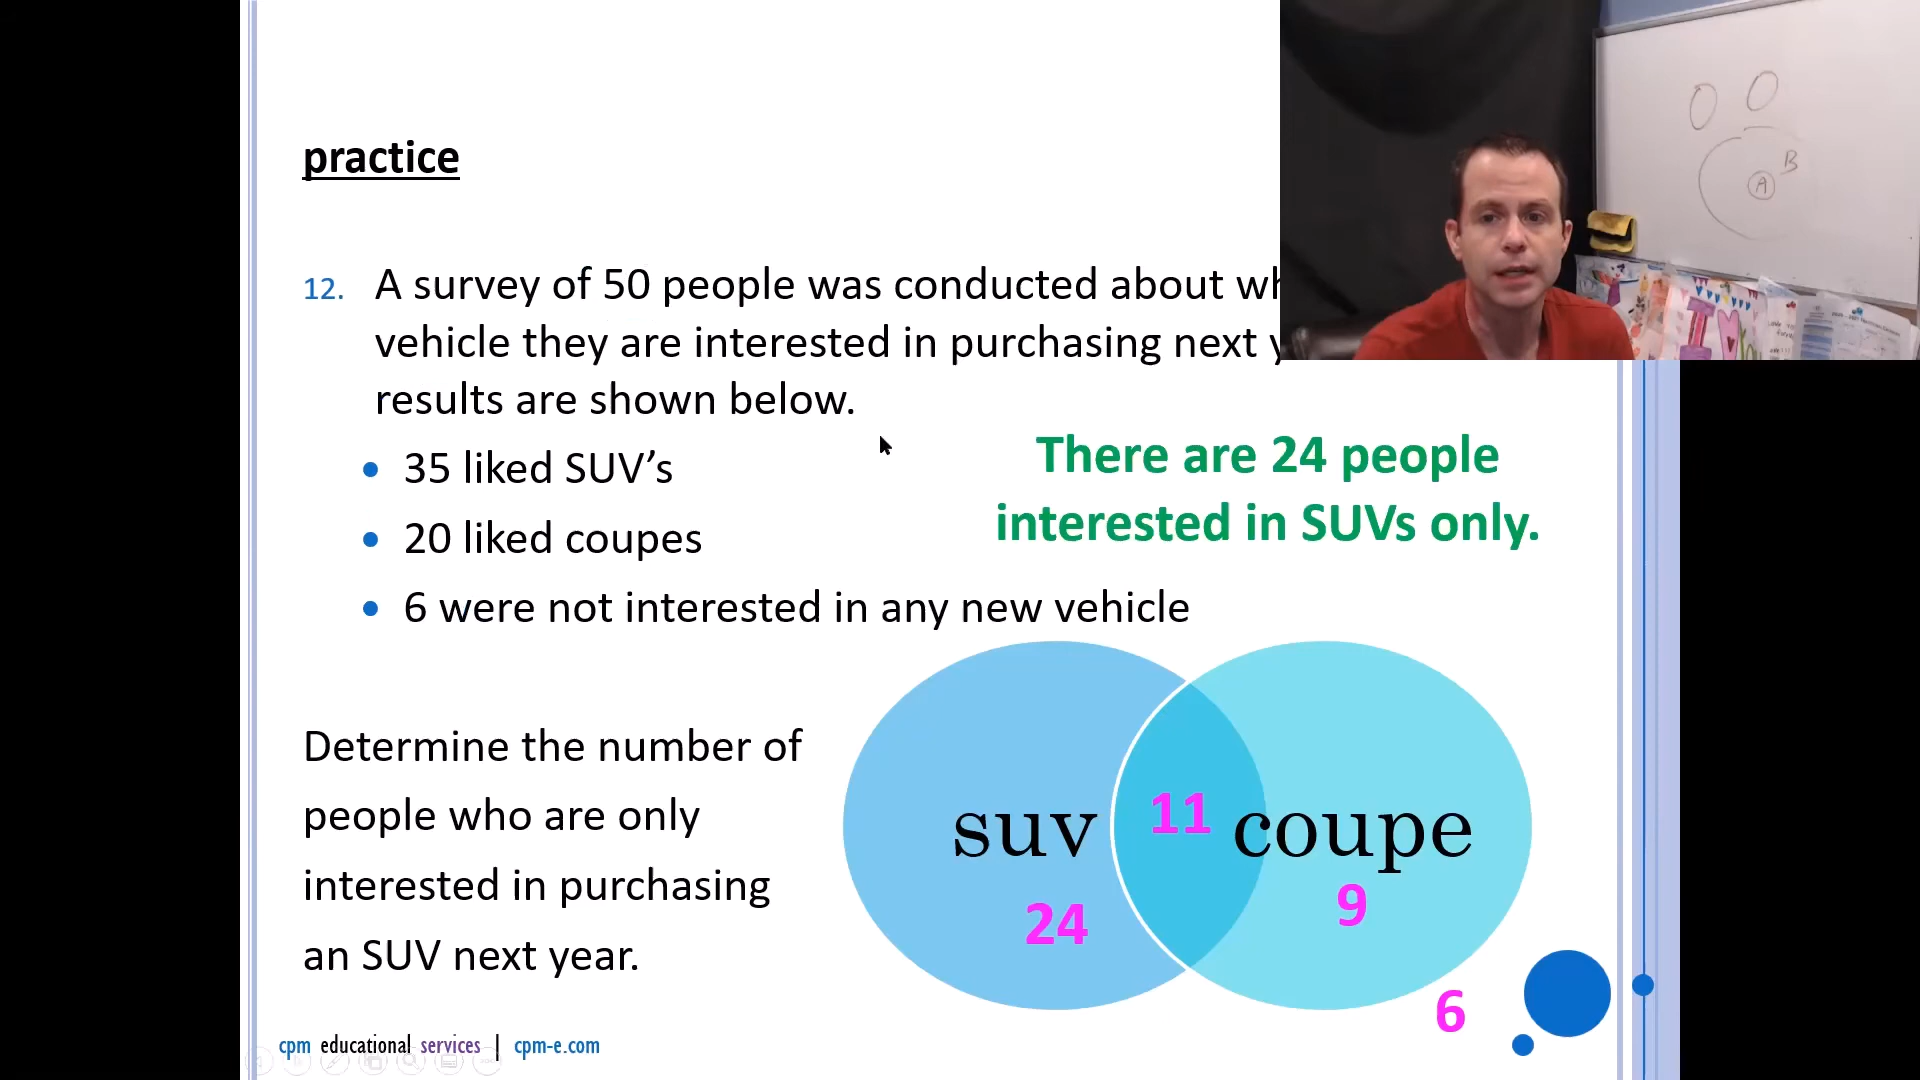 practice
12. A survey of 50 people was conducted about
vehicle they are interested in purchasing next
results are shown below.
• 35 liked SUV’s
• 20 liked coupes
• 6 were not interested in any new vehicle
There are 24 people
interested in SUVs only.
Determine the number of
people who are only
interested in purchasing
an SUV next year.
suv
11
coupe
24
9
6
cpm educational services | cpm-e.com
B
A